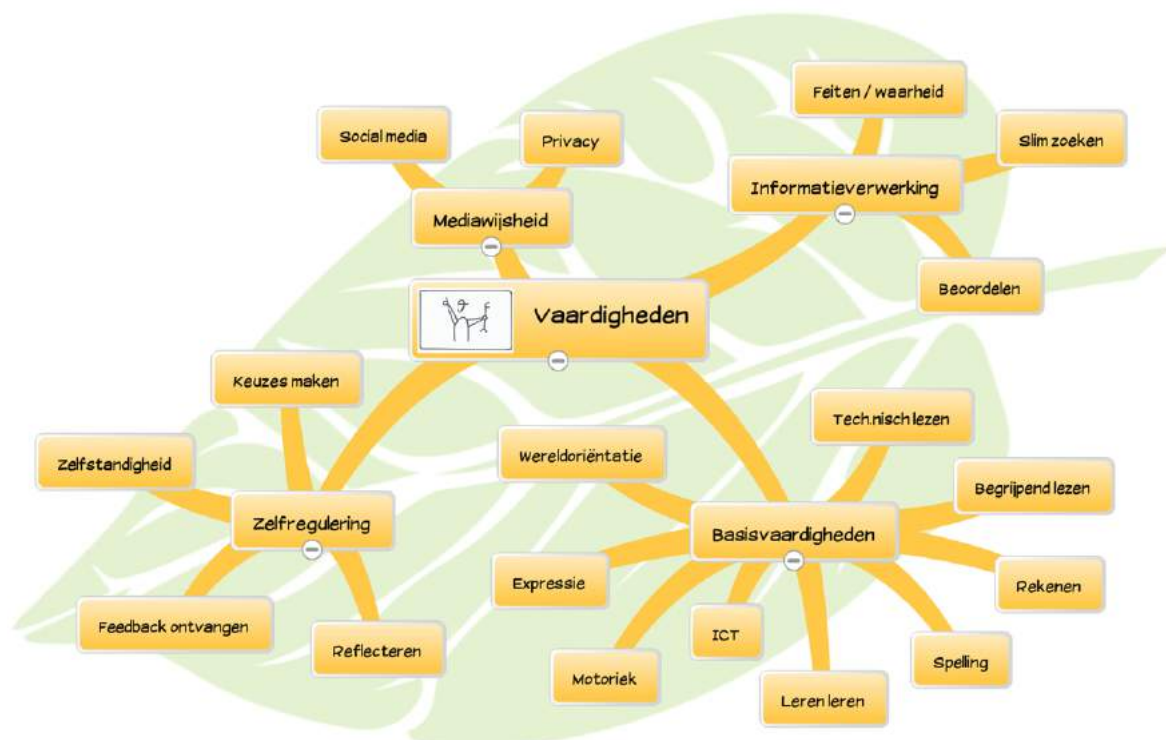 Feiten / waarheid
Social media
Privacy
Slim zoeken
Informatieverwerking
Mediawijsheid
Beoordelen
Vaardigheden
Keuzes maken
Technisch lezen
Wereldoriëntatie
Zelfstandigheid
Begrijpend lezen
Zelfregulering
Basisvaardigheden
Expressie
Rekenen
Feedback ontvangen
ICT
Reflecteren
Spelling
Motoriek
Leren leren